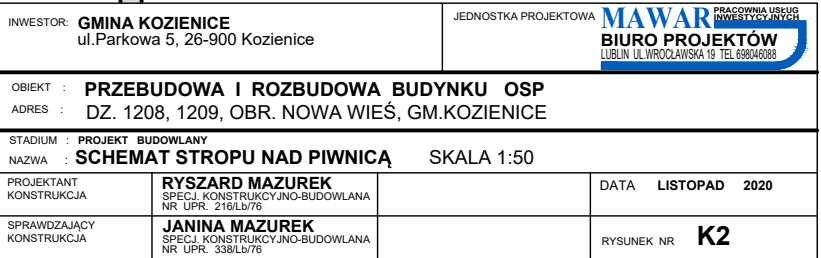 INWESTOR: GMINA KOZIENICE
ul.Parkowa 5, 26-900 Kozienice
JEDNOSTKA PROJEKTOWA
MAWAR PRACOWNIA USŁUG
INWESTYCYJNYCH
BIURO PROJEKTÓW
LUBLIN UL.WROCŁAWSKA 19 TEL 698046088
OBIEKT : PRZEBUDOWA I ROZBUDOWA BUDYNKU OSP
ADRES : DZ. 1208, 1209, OBR. NOWA WIEŚ, GM.KOZIENICE
STADIUM : PROJEKT BUDOWLANY
NAZWA : SCHEMAT STROPU NAD PIWNICĄ SKALA 1:50
PROJEKTANT
KONSTRUKCJA
RYSZARD MAZUREK
SPECJ. KONSTRUKCYJNO-BUDOWLANA
NR UPR. 216/Lb/76
DATA LISTOPAD 2020
SPRAWDZAJĄCY
KONSTRUKCJA
JANINA MAZUREK
SPECJ. KONSTRUKCYJNO-BUDOWLANA
NR UPR. 338/Lb/76
RYSUNEK NR K2